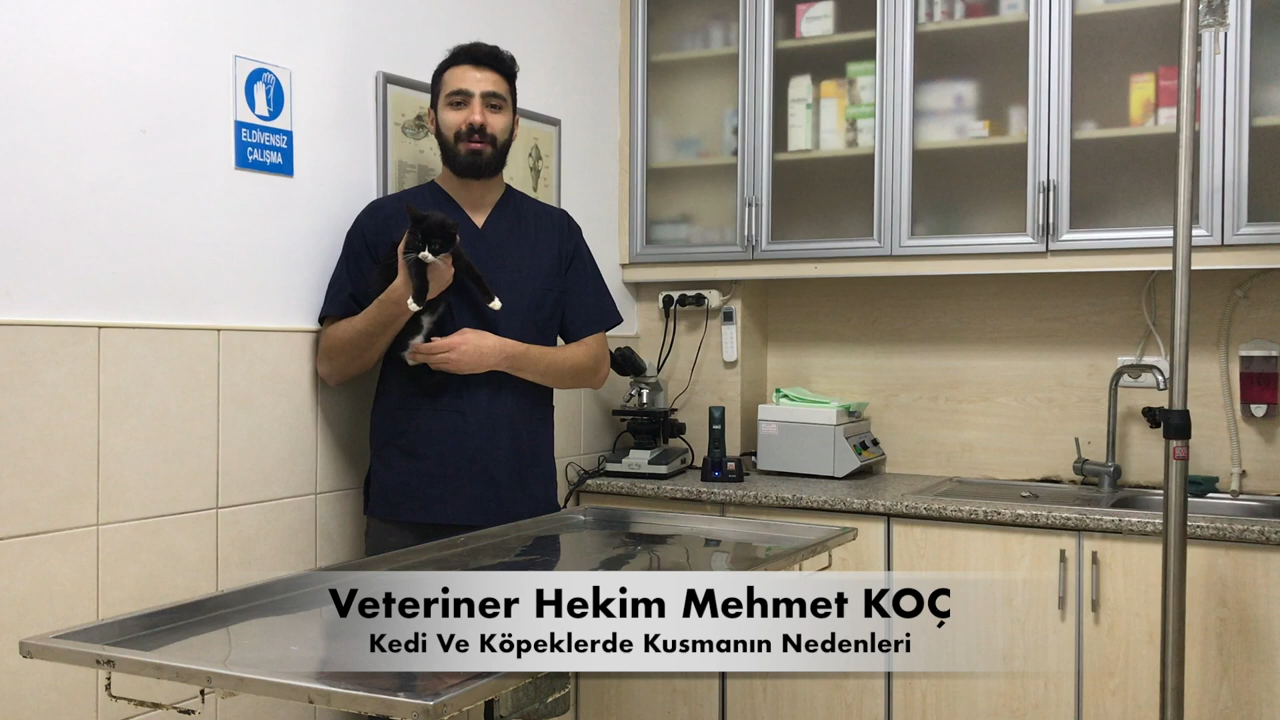 ELDİVENSİZ
ÇALIŞMA
Veteriner Hekim Mehmet KOÇ
Kedi Ve Köpeklerde Kusmanın Nedenleri